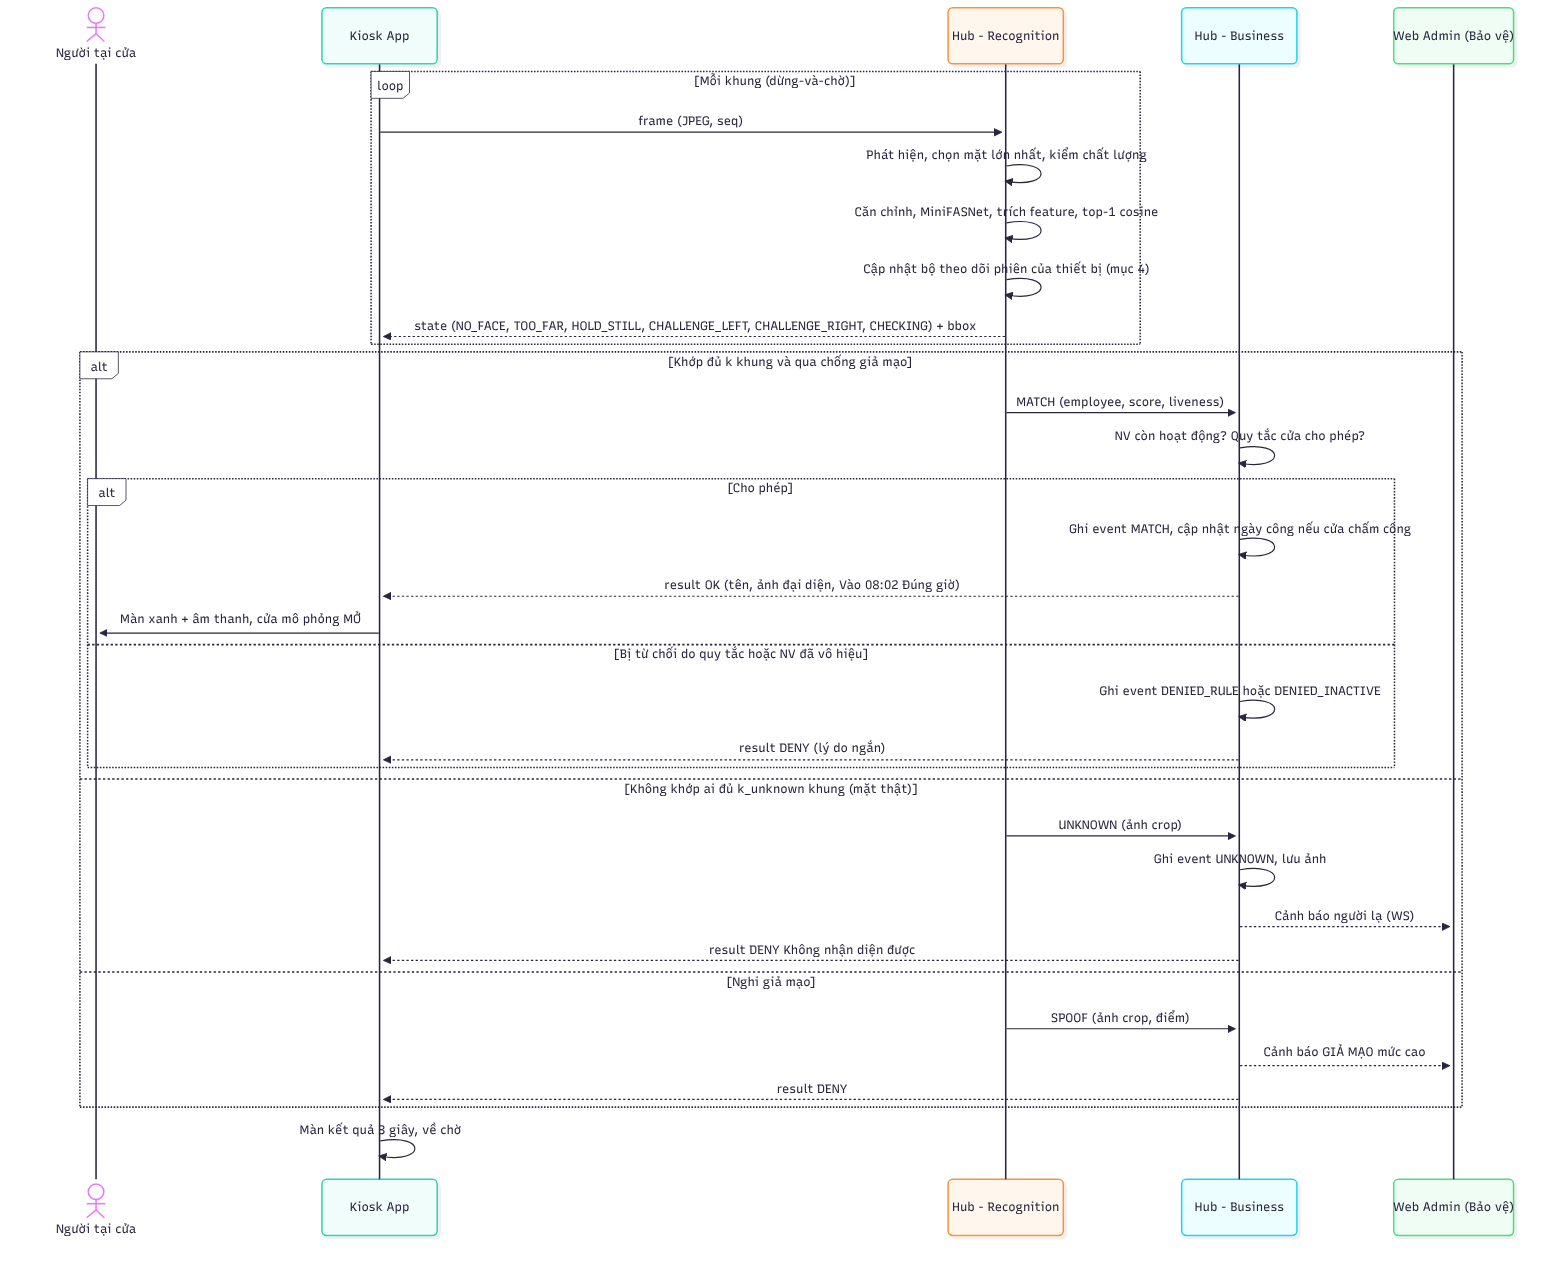 Người tại cửa
Kiosk App
Hub - Recognition
Hub - Business
Web Admin (Bảo vệ)
loop
[Mỗi khung (dừng-và-chờ)]
frame (JPEG, seq)
Phát hiện, chọn mặt lớn nhất, kiểm chất lượng
Căn chỉnh, MiniFASNet, trích feature, top-1 cosine
Cập nhật bộ theo dõi phiên của thiết bị (mục 4)
state (NO_FACE, TOO_FAR, HOLD_STILL, CHALLENGE_LEFT, CHALLENGE_RIGHT, CHECKING) + bbox
alt
[Khớp đủ k khung và qua chống giả mạo]
MATCH (employee, score, liveness)
NV còn hoạt động? Quy tắc cửa cho phép?
alt
[Cho phép]
Ghi event MATCH, cập nhật ngày công nếu cửa chấm công
result OK (tên, ảnh đại diện, Vào 08:02 Đúng giờ)
Màn xanh + âm thanh, cửa mô phỏng MỞ
[Bị từ chối do quy tắc hoặc NV đã vô hiệu]
Ghi event DENIED_RULE hoặc DENIED_INACTIVE
result DENY (lý do ngắn)
[Không khớp ai đủ k_unknown khung (mặt thật)]
UNKNOWN (ảnh crop)
Ghi event UNKNOWN, lưu ảnh
Cảnh báo người lạ (WS)
result DENY Không nhận diện được
[Nghi giả mạo]
SPOOF (ảnh crop, điểm)
Cảnh báo GIẢ MẠO mức cao
result DENY
Màn kết quả 3 giây, về chờ
Người tại cửa
Kiosk App
Hub - Recognition
Hub - Business
Web Admin (Bảo vệ)